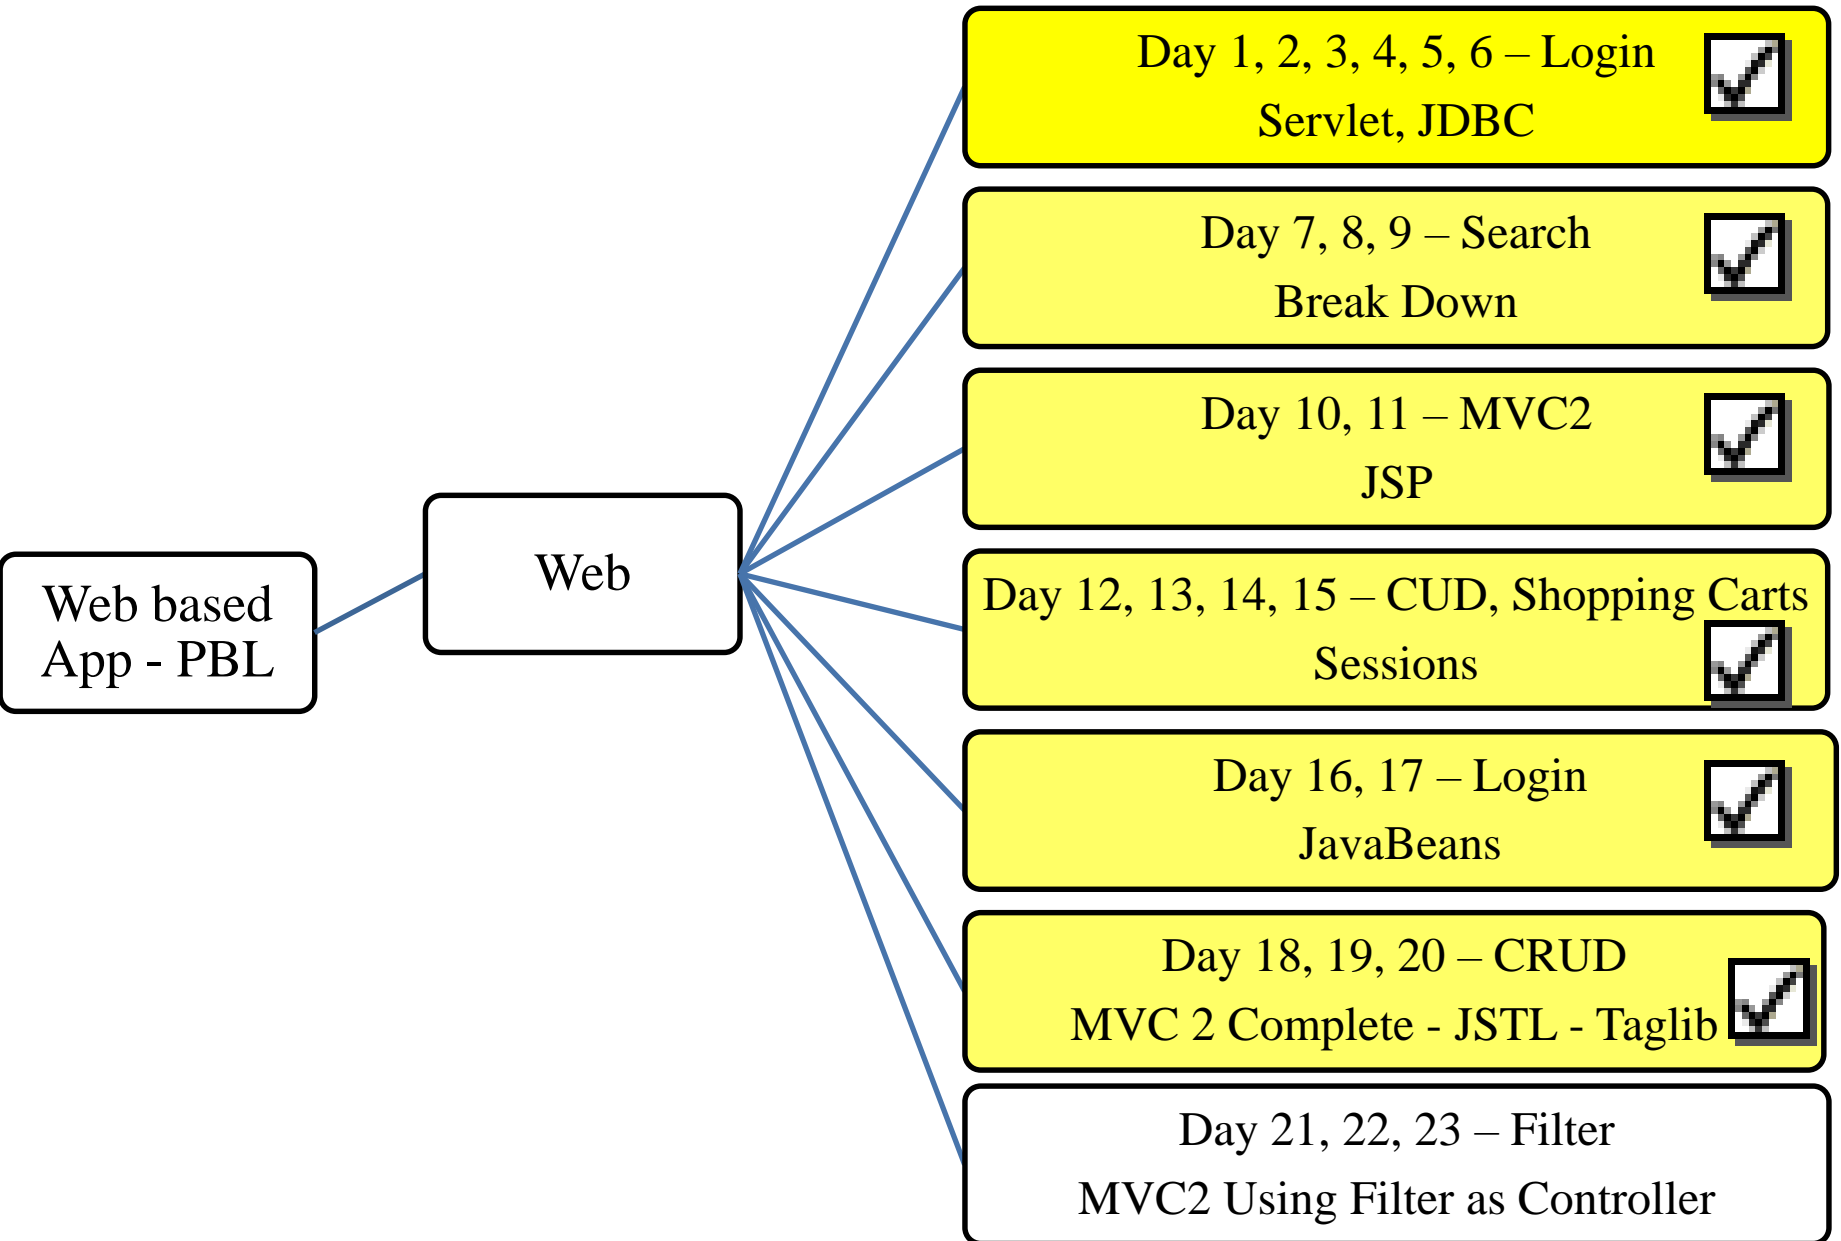 Web based
App - PBL
Web
Day 1, 2, 3, 4, 5, 6 – Login
Servlet, JDBC
Day 7, 8, 9 – Search
Break Down
Day 10, 11 – MVC2
JSP
Day 12, 13, 14, 15 – CUD, Shopping Carts
Sessions
Day 16, 17 – Login
JavaBeans
Day 18, 19, 20 – CRUD
MVC 2 Complete - JSTL - Taglib
Day 21, 22, 23 – Filter
MVC2 Using Filter as Controller